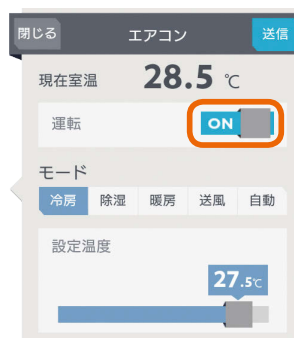 閉じる エアコン 送信
現在室温 28.5 ℃
運転 ON
モード
冷房 除湿 暖房 送風 自動
設定温度
27.5℃